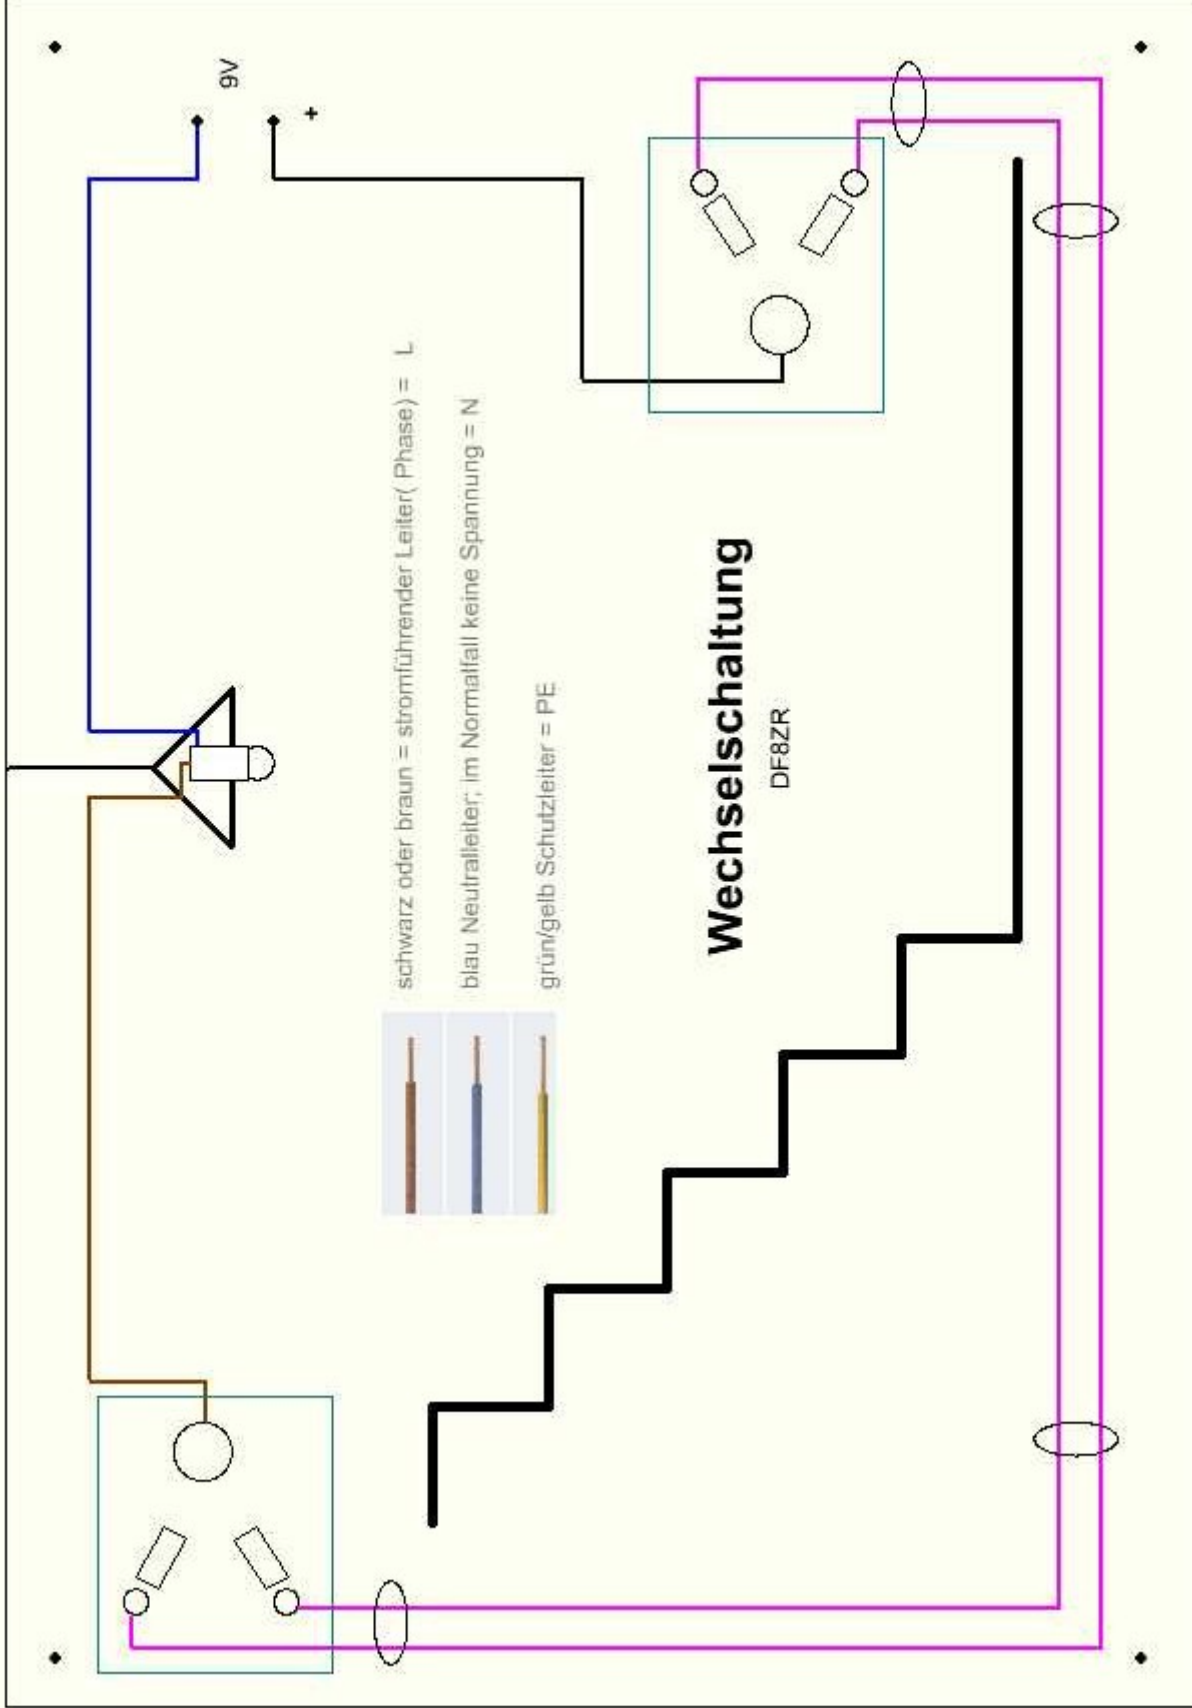 9V
+
schwarz oder braun = stromführender Leiter( Phase) = L
blau Neutralleiter; im Normalfall keine Spannung = N
grün/gelb Schutzleiter = PE
Wechselschaltung
DF8ZR